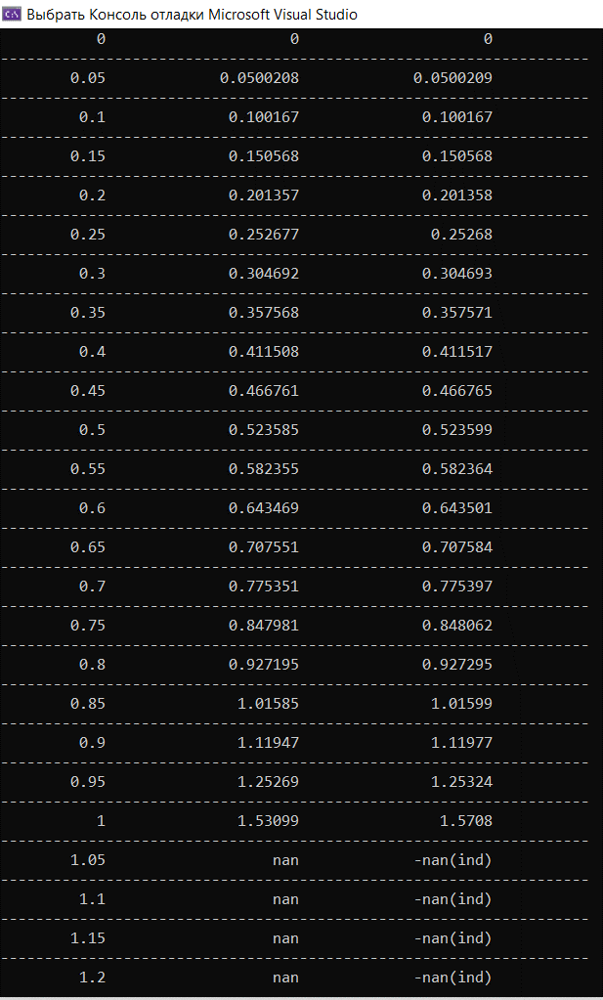 Выбрать Консоль отладки Microsoft Visual Studio
0 0 0
-------------------------------------------------------------------
0.05 0.0500208 0.0500209
-------------------------------------------------------------------
0.1 0.100167 0.100167
-------------------------------------------------------------------
0.15 0.150568 0.150568
-------------------------------------------------------------------
0.2 0.201357 0.201358
-------------------------------------------------------------------
0.25 0.252677 0.25268
-------------------------------------------------------------------
0.3 0.304692 0.304693
-------------------------------------------------------------------
0.35 0.357568 0.357571
-------------------------------------------------------------------
0.4 0.411508 0.411517
-------------------------------------------------------------------
0.45 0.466761 0.466765
-------------------------------------------------------------------
0.5 0.523585 0.523599
-------------------------------------------------------------------
0.55 0.582355 0.582364
-------------------------------------------------------------------
0.6 0.643469 0.643501
-------------------------------------------------------------------
0.65 0.707551 0.707584
-------------------------------------------------------------------
0.7 0.775351 0.775397
-------------------------------------------------------------------
0.75 0.847981 0.848062
-------------------------------------------------------------------
0.8 0.927195 0.927295
-------------------------------------------------------------------
0.85 1.01585 1.01599
-------------------------------------------------------------------
0.9 1.11947 1.11977
-------------------------------------------------------------------
0.95 1.25269 1.25324
-------------------------------------------------------------------
1 1.53099 1.5708
-------------------------------------------------------------------
1.05 nan -nan(ind)
-------------------------------------------------------------------
1.1 nan -nan(ind)
-------------------------------------------------------------------
1.15 nan -nan(ind)
-------------------------------------------------------------------
1.2 nan -nan(ind)